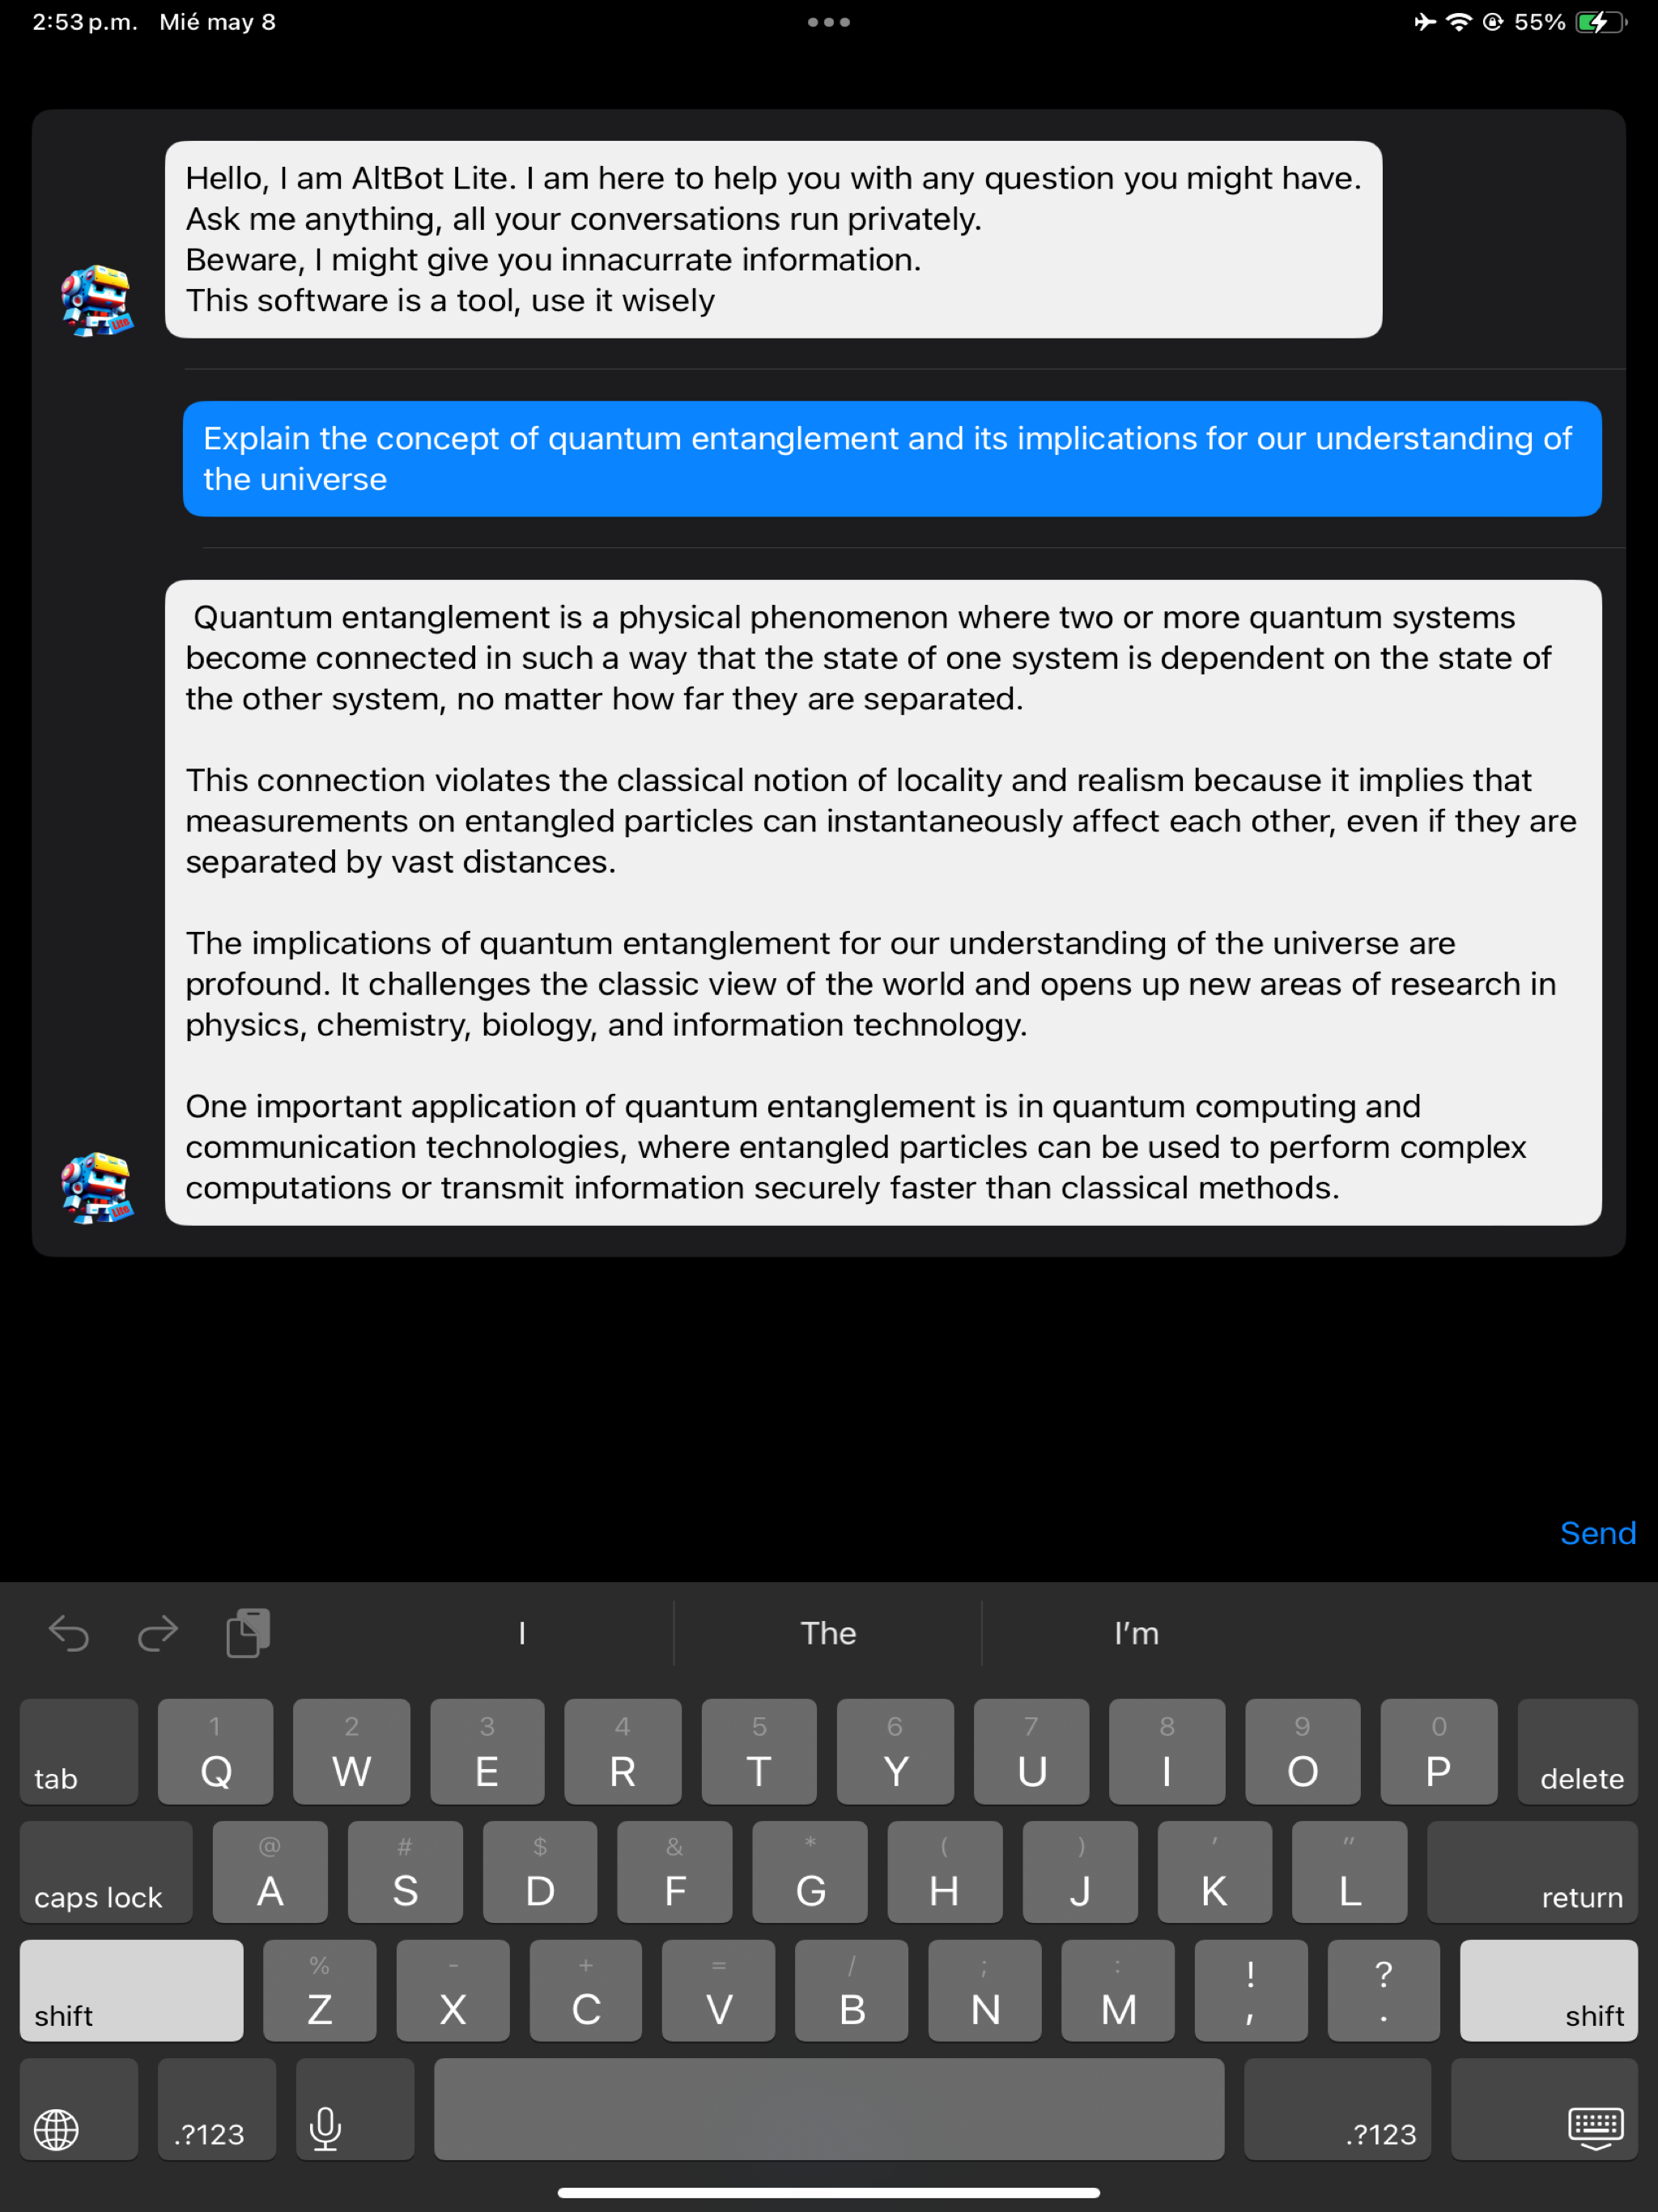 2:53 p.m. Mié may 8
55%
Hello, I am AltBot Lite. I am here to help you with any question you might have.
Ask me anything, all your conversations run privately.
Beware, I might give you innacurrate information.
This software is a tool, use it wisely
Lite
Explain the concept of quantum entanglement and its implications for our understanding of
the universe
Quantum entanglement is a physical phenomenon where two or more quantum systems
become connected in such a way that the state of one system is dependent on the state of
the other system, no matter how far they are separated.
This connection violates the classical notion of locality and realism because it implies that
measurements on entangled particles can instantaneously affect each other, even if they are
separated by vast distances.
The implications of quantum entanglement for our understanding of the universe are
profound. It challenges the classic view of the world and opens up new areas of research in
physics, chemistry, biology, and information technology.
One important application of quantum entanglement is in quantum computing and
communication technologies, where entangled particles can be used to perform complex
computations or transmit information securely faster than classical methods.
Lite
Send
I The I'm
1 2 3 4 5 6 7 8 9 0
tab Q W E R T Y U I O P delete
@ # $ & * ( ) ' "
caps lock A S D F G H J K L return
% - + = / ; : ! ?
shift Z X C V B N M , . shift
.?123 .?123